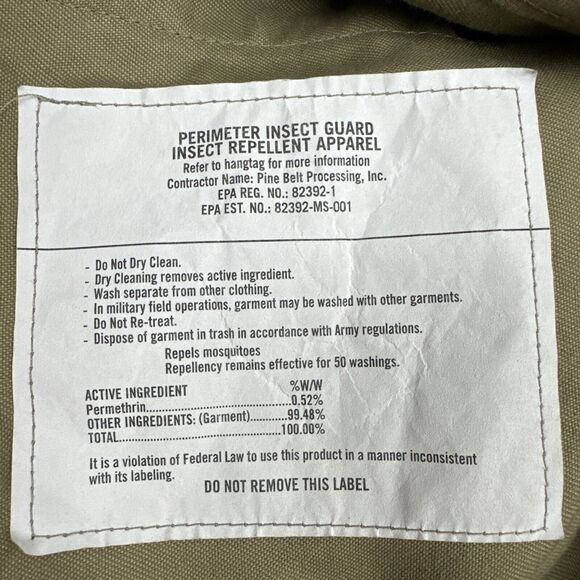 PERIMETER INSECT GUARD
INSECT REPELLENT APPAREL
Refer to hangtag for more information
Contractor Name: Pine Belt Processing, Inc.
EPA REG. NO.: 82392-1
EPA EST. NO.: 82392-MS-001
- Do Not Dry Clean.
- Dry Cleaning removes active ingredient.
- Wash separate from other clothing.
- In military field operations, garment may be washed with other garments.
- Do Not Re-treat.
- Dispose of garment in trash in accordance with Army regulations.
Repels mosquitoes
Repellency remains effective for 50 washings.
ACTIVE INGREDIENT %W/W
Permethrin..............................0.52%
OTHER INGREDIENTS: (Garment)..........99.48%
TOTAL.................................100.00%
It is a violation of Federal Law to use this product in a manner inconsistent
with its labeling.
DO NOT REMOVE THIS LABEL